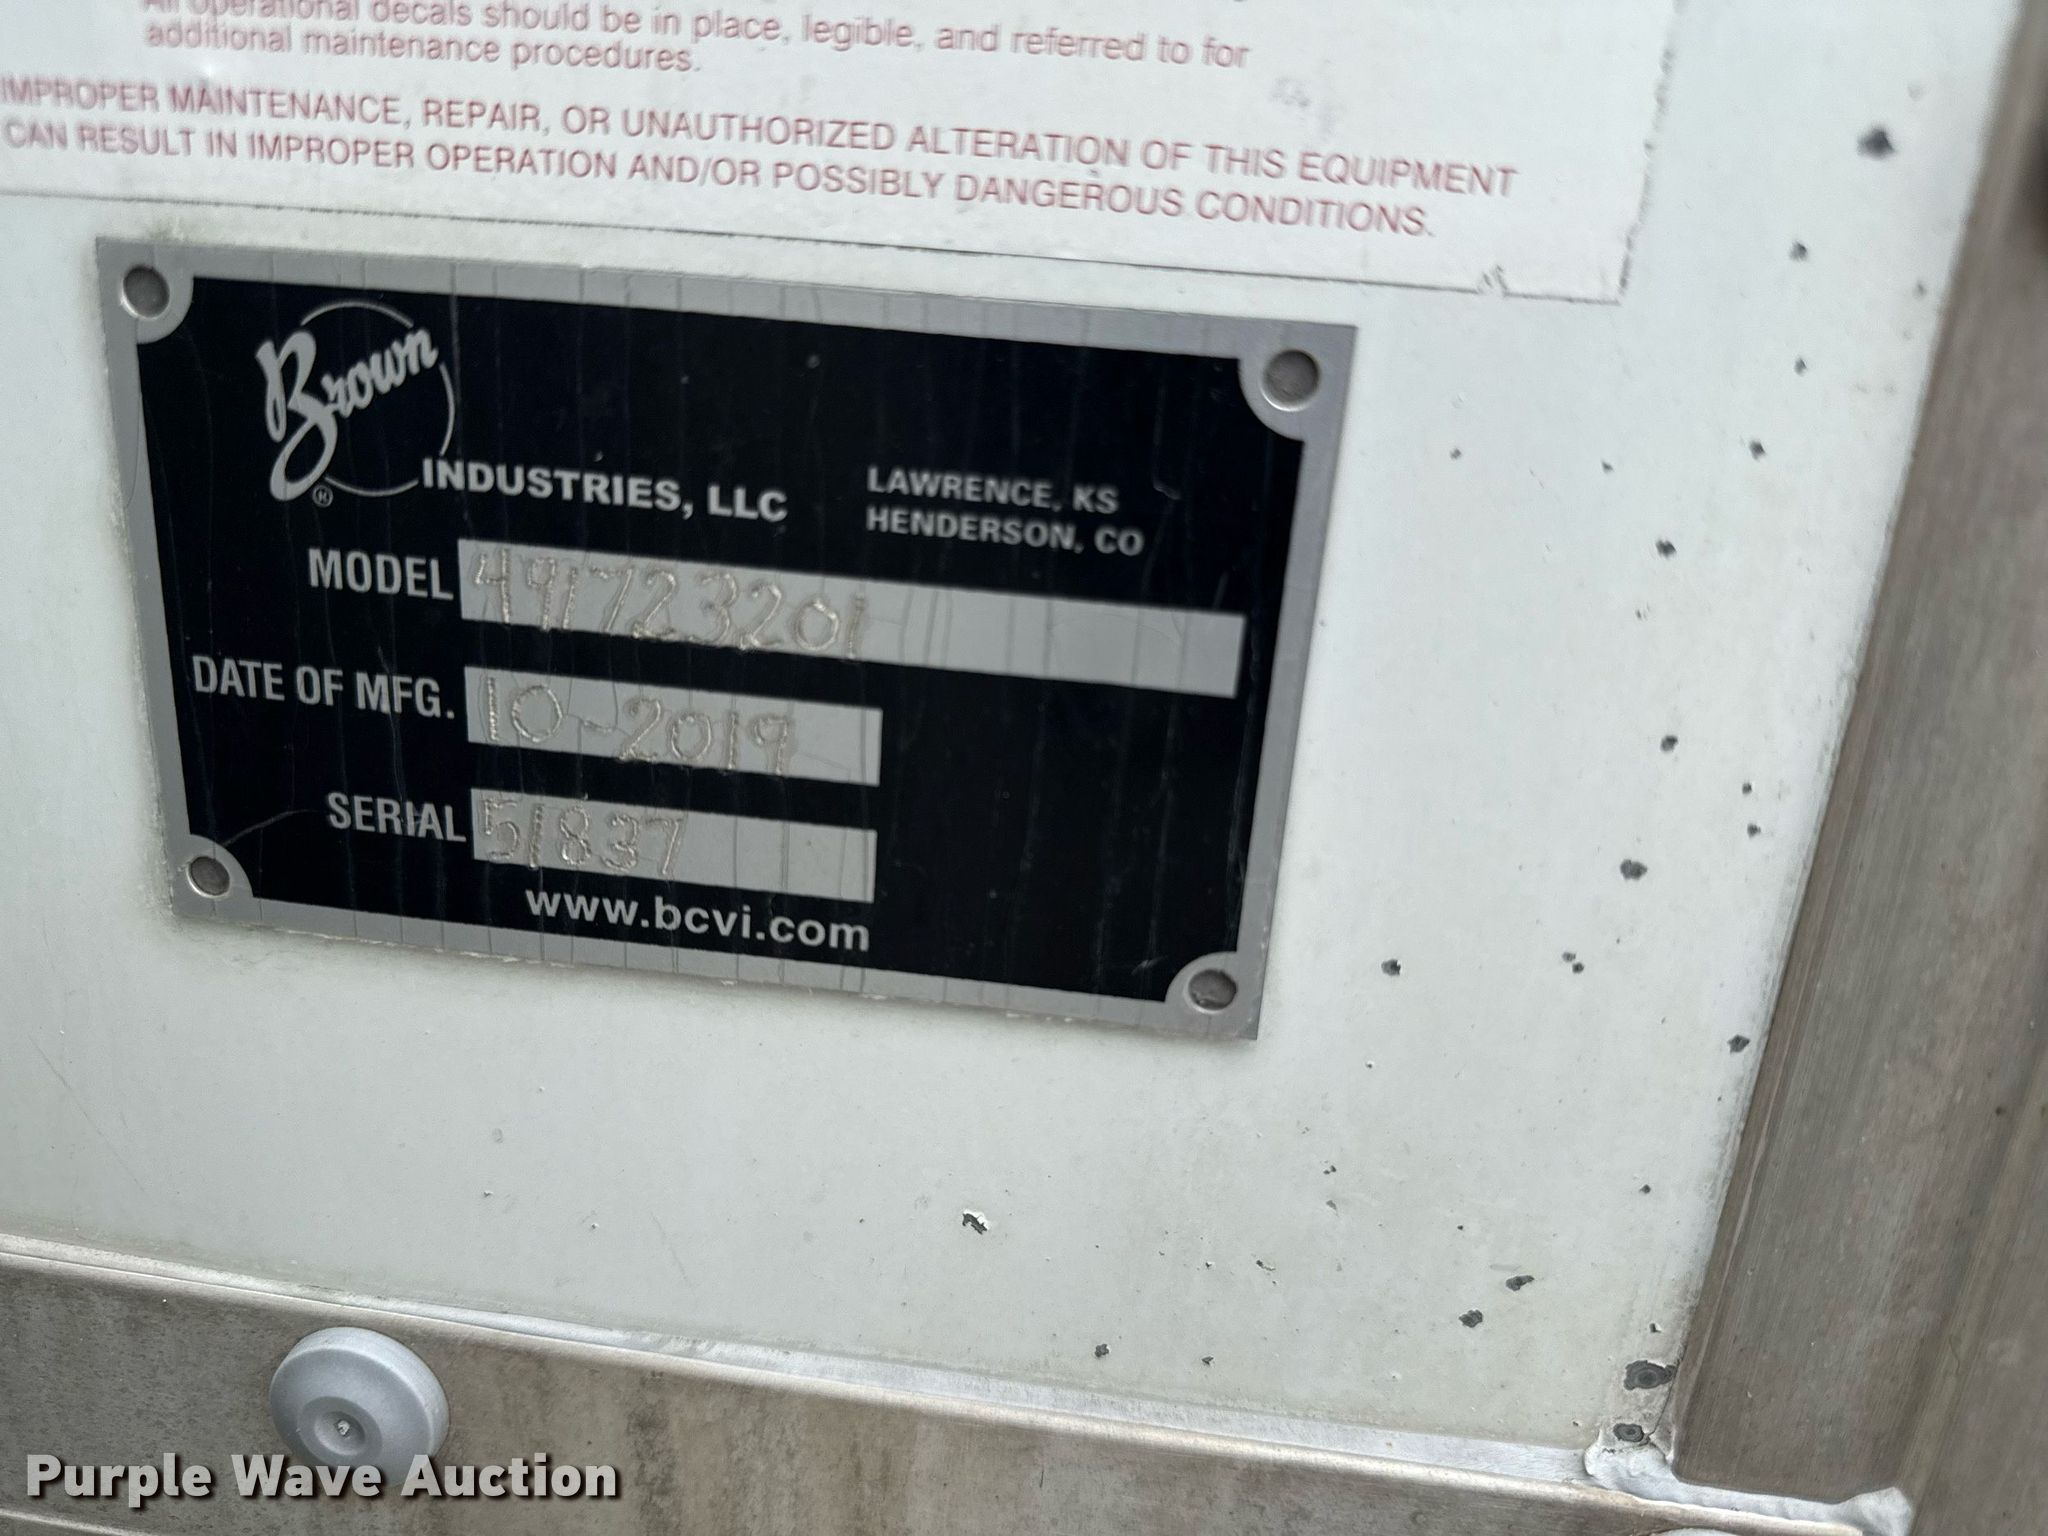 All operational decals should be in place, legible, and referred to for
additional maintenance procedures.
IMPROPER MAINTENANCE, REPAIR, OR UNAUTHORIZED ALTERATION OF THIS EQUIPMENT
CAN RESULT IN IMPROPER OPERATION AND/OR POSSIBLY DANGEROUS CONDITIONS.
Brown ®
INDUSTRIES, LLC
LAWRENCE, KS
HENDERSON, CO
MODEL 491723201
DATE OF MFG. 10-2019
SERIAL 51837
www.bcvi.com
Purple Wave Auction